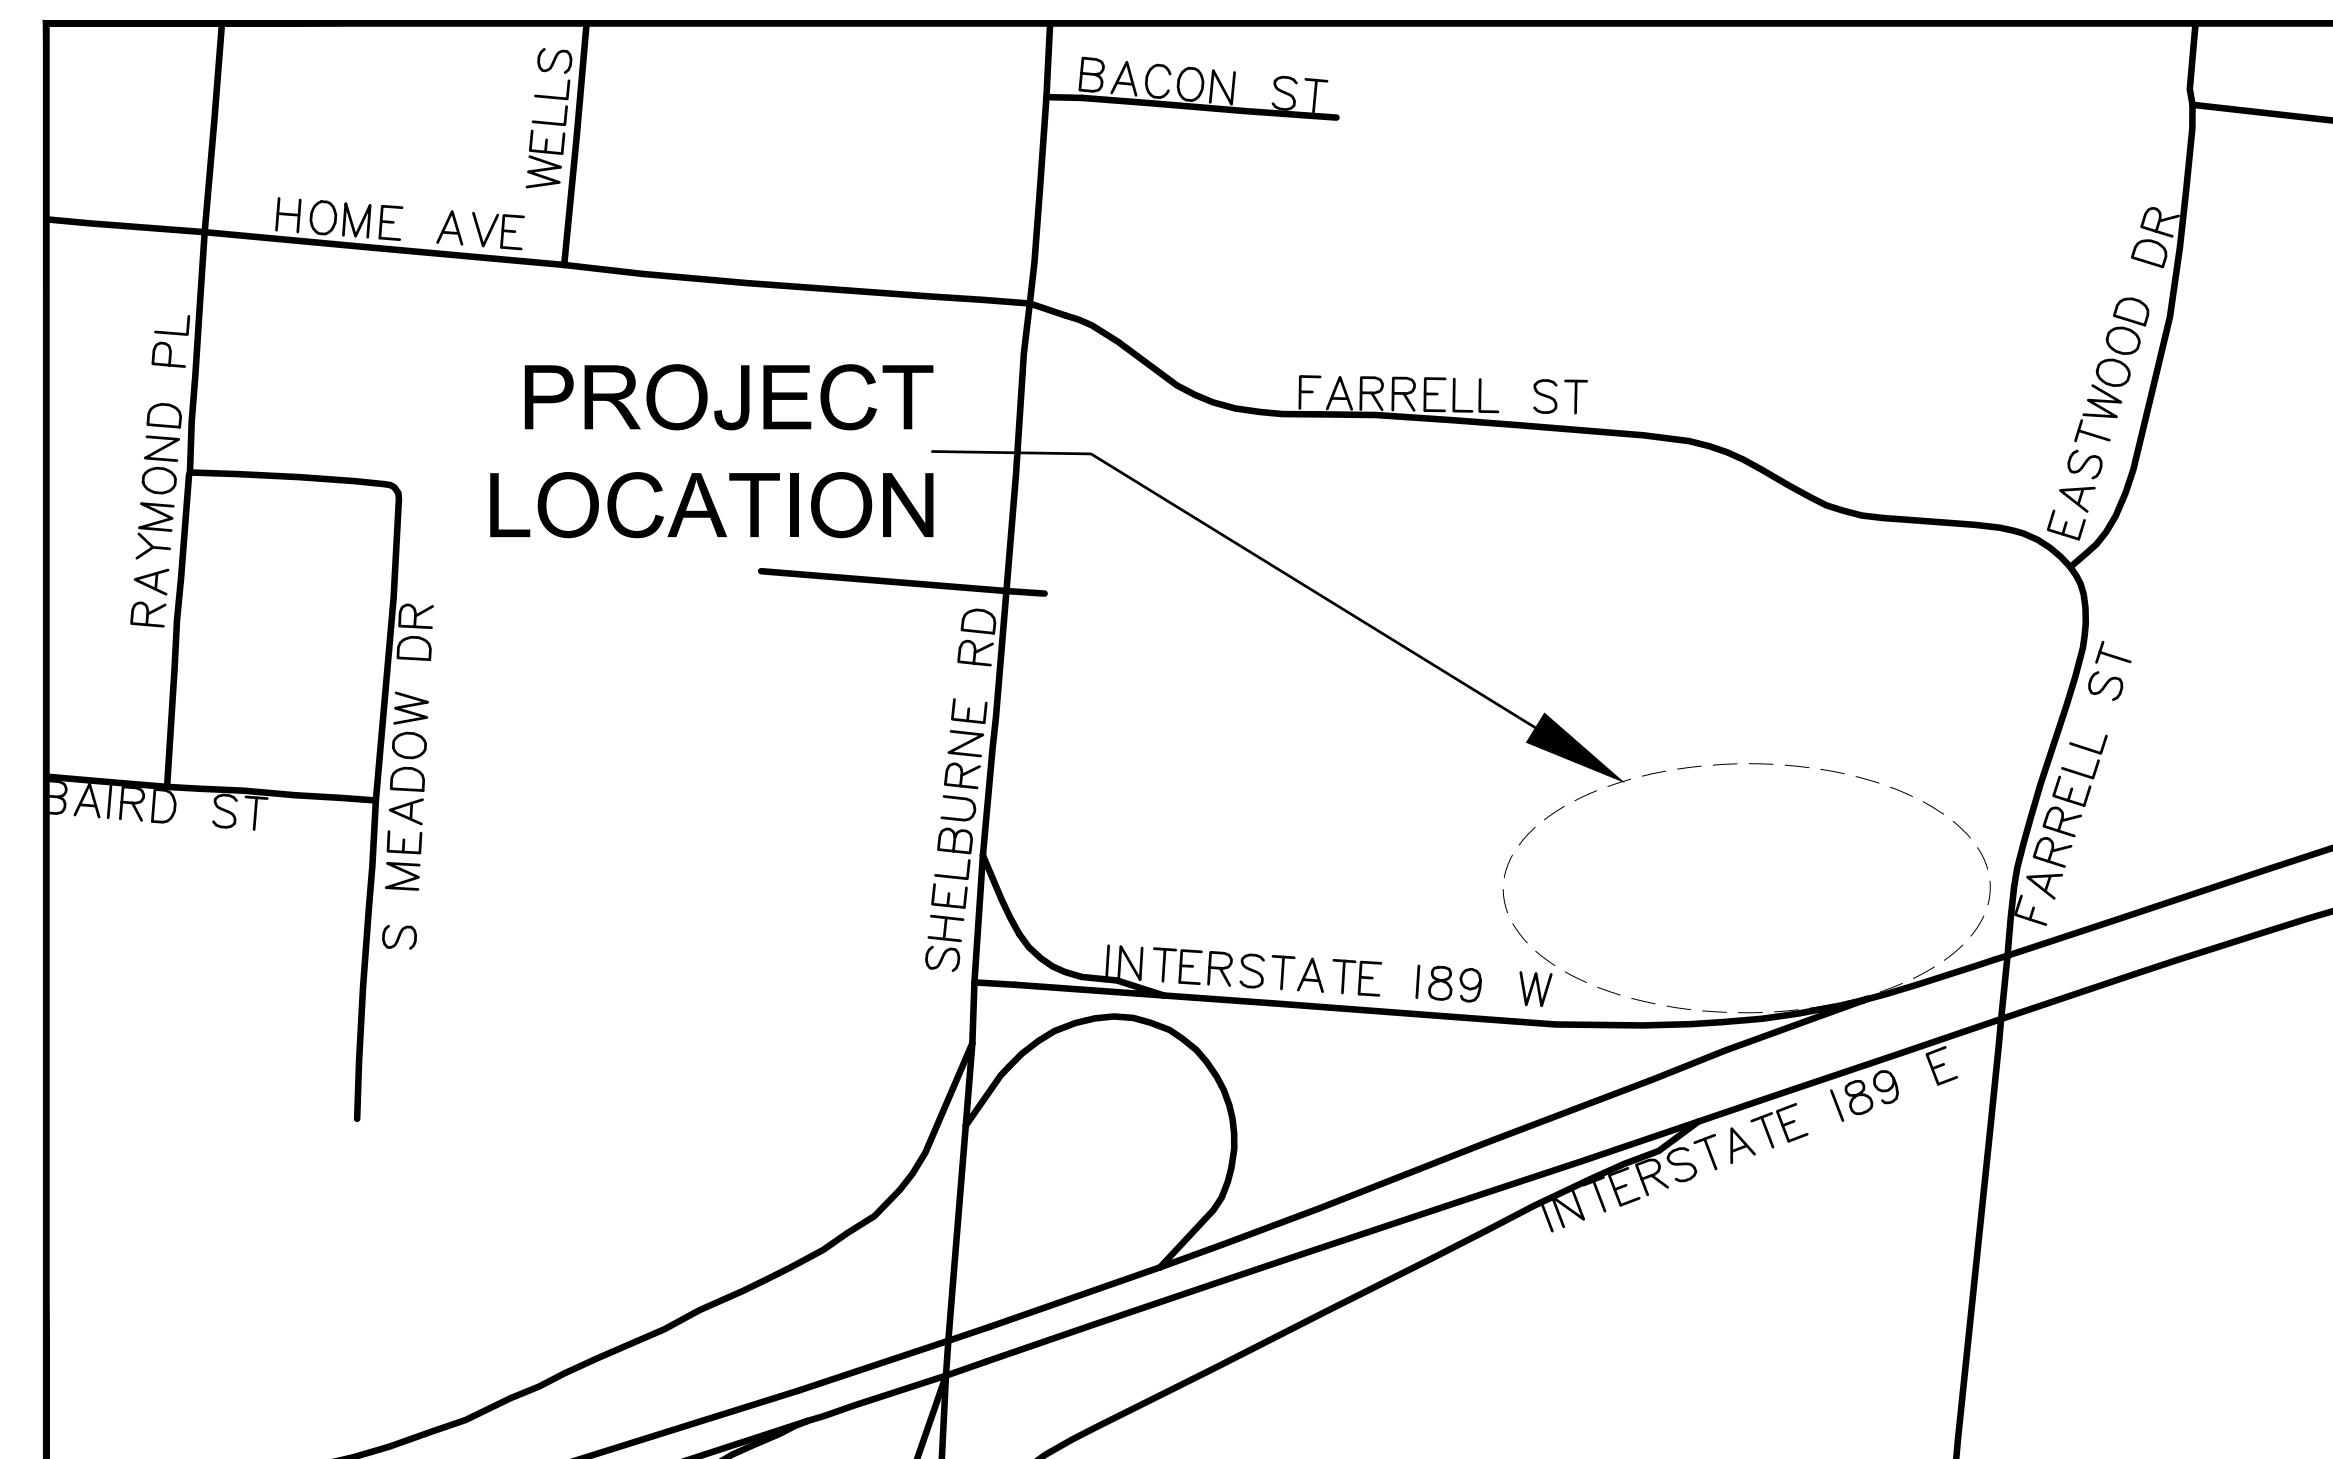 BACON ST
WELLS
HOME AVE
EASTWOOD DR
RAYMOND PL
PROJECT
LOCATION
FARRELL ST
S MEADOW DR
SHELBURNE RD
FARRELL ST
BAIRD ST
INTERSTATE 189 W
INTERSTATE 189 E